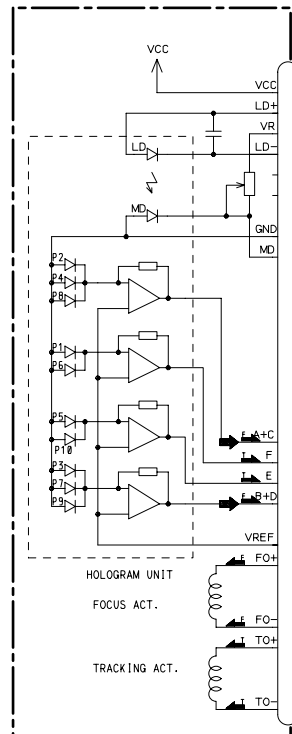 VCC
VCC
LD+
VR
LD
LD-
MD
GND
MD
P2
P4
P8
P1
P6
P5
P10
P3
P7
P9
F A+C
T F
T E
F B+D
VREF
HOLOGRAM UNIT
F FO+
FOCUS ACT.
F FO-
T TO+
TRACKING ACT.
T TO-